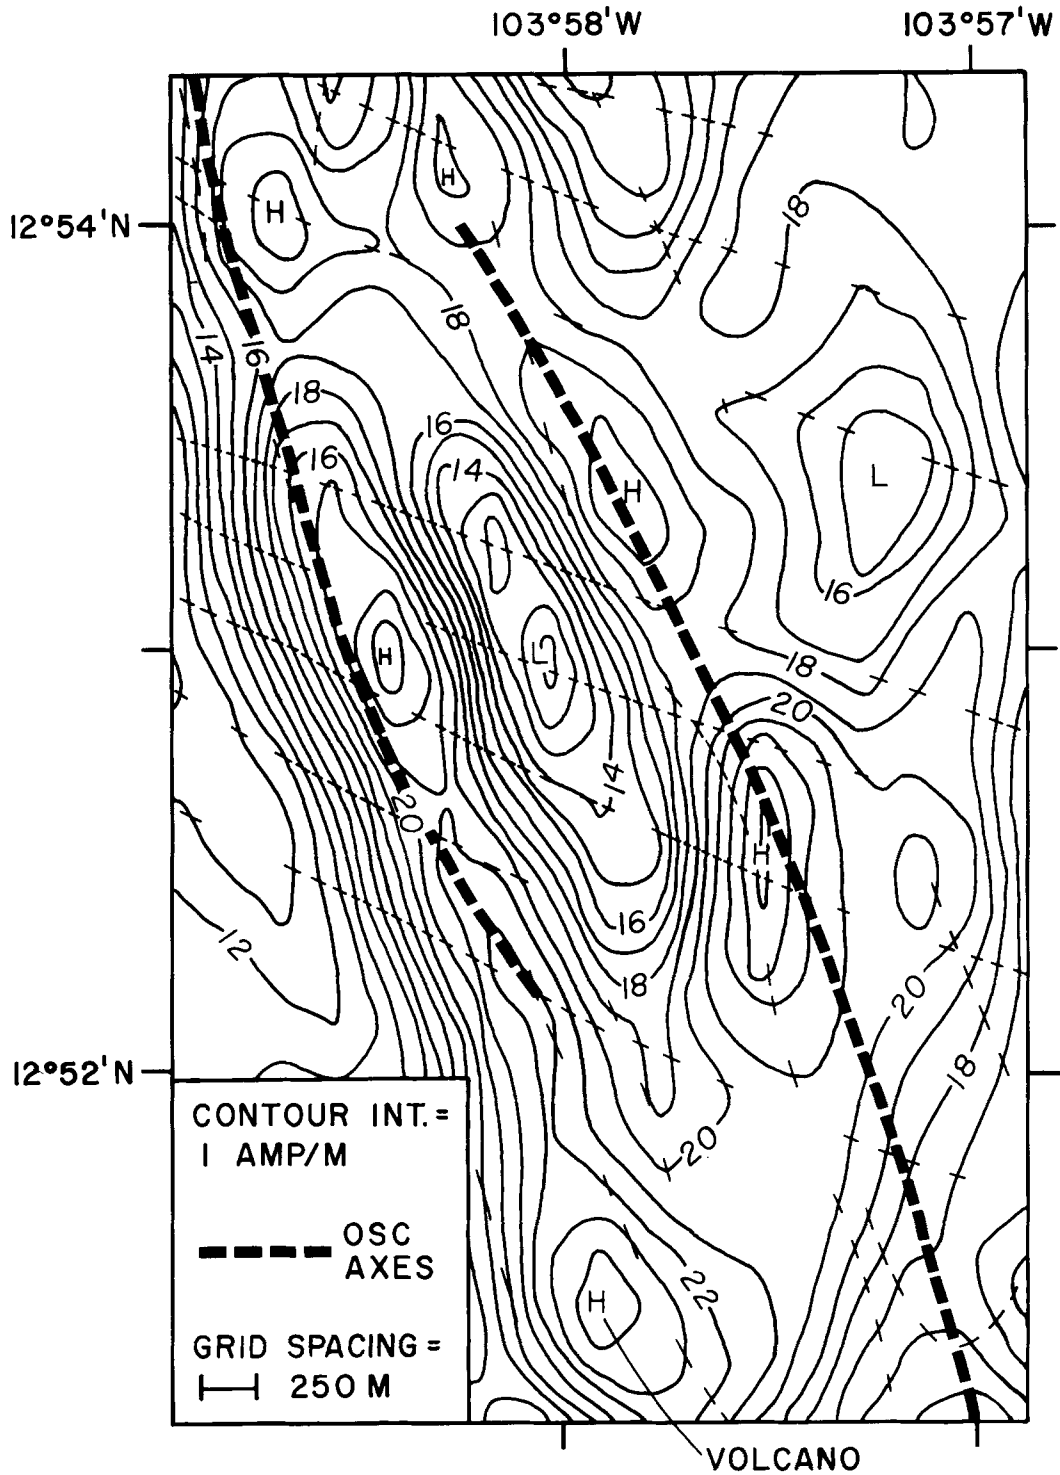 103°58'W 103°57'W
H
H
18
12°54'N
18
14 16
18
16
16
14
L
H
16
H
L
18
20
14
20
H
16
12
18
20
12°52'N
18
CONTOUR INT.=
1 AMP/M
20
OSC
AXES
22
H
GRID SPACING =
250 M
VOLCANO